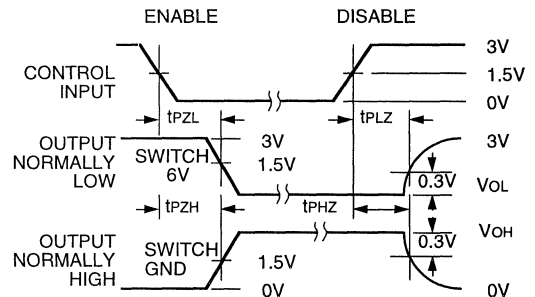 ENABLE DISABLE
3V
CONTROL INPUT
1.5V
0V
tPZL tPLZ
OUTPUT NORMALLY LOW
3V 3V
SWITCH 6V
1.5V
0.3V
VOL
tPZH tPHZ
VOH
OUTPUT NORMALLY HIGH
SWITCH GND
0.3V
1.5V
0V 0V